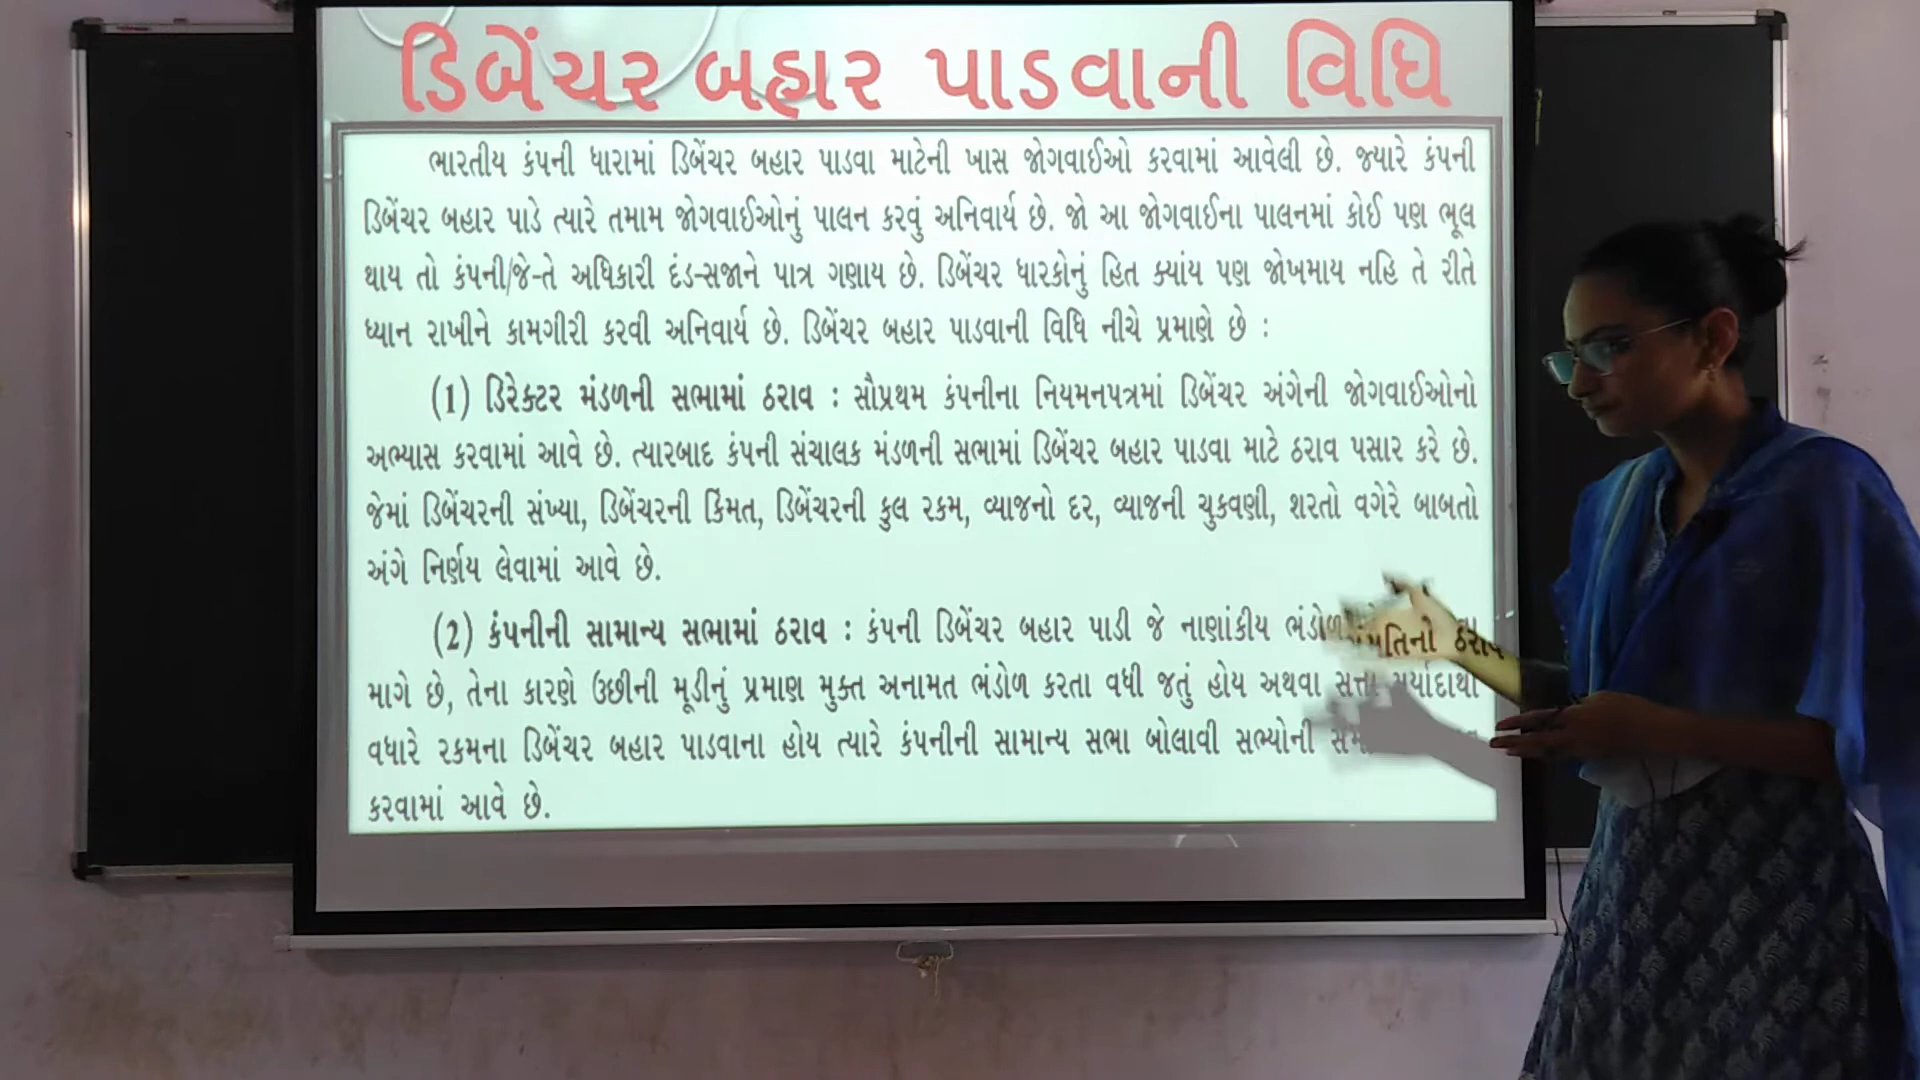 ડિબેંચર બહાર પાડવાની વિધિ
ભારતીય કંપની ધારામાં ડિબેંચર બહાર પાડવા માટેની ખાસ જોગવાઈઓ કરવામાં આવેલી છે. જ્યારે કંપની
ડિબેંચર બહાર પાડે ત્યારે તમામ જોગવાઈઓનું પાલન કરવું અનિવાર્ય છે. જો આ જોગવાઈના પાલનમાં કોઈ પણ ભૂલ
થાય તો કંપની/જે-તે અધિકારી દંડ-સજાને પાત્ર ગણાય છે. ડિબેંચર ધારકોનું હિત ક્યાંય પણ જોખમાય નહિ તે રીતે
ધ્યાન રાખીને કામગીરી કરવી અનિવાર્ય છે. ડિબેંચર બહાર પાડવાની વિધિ નીચે પ્રમાણે છે :
(1) ડિરેક્ટર મંડળની સભામાં ઠરાવ : સૌપ્રથમ કંપનીના નિયમનપત્રમાં ડિબેંચર અંગેની જોગવાઈઓનો
અભ્યાસ કરવામાં આવે છે. ત્યારબાદ કંપની સંચાલક મંડળની સભામાં ડિબેંચર બહાર પાડવા માટે ઠરાવ પસાર કરે છે.
જેમાં ડિબેંચરની સંખ્યા, ડિબેંચરની કિંમત, ડિબેંચરની કુલ રકમ, વ્યાજનો દર, વ્યાજની ચુકવણી, શરતો વગેરે બાબતો
અંગે નિર્ણય લેવામાં આવે છે.
(2) કંપનીની સામાન્ય સભામાં ઠરાવ : કંપની ડિબેંચર બહાર પાડી જે નાણાંકીય ભંડોળ ઠરાવ
માગે છે, તેના કારણે ઉછીની મૂડીનું પ્રમાણ મુક્ત અનામત ભંડોળ કરતા વધી જતું હોય અથવા સત્તા મર્યાદાથી
વધારે રકમના ડિબેંચર બહાર પાડવાના હોય ત્યારે કંપનીની સામાન્ય સભા બોલાવી સભ્યોની
કરવામાં આવે છે.